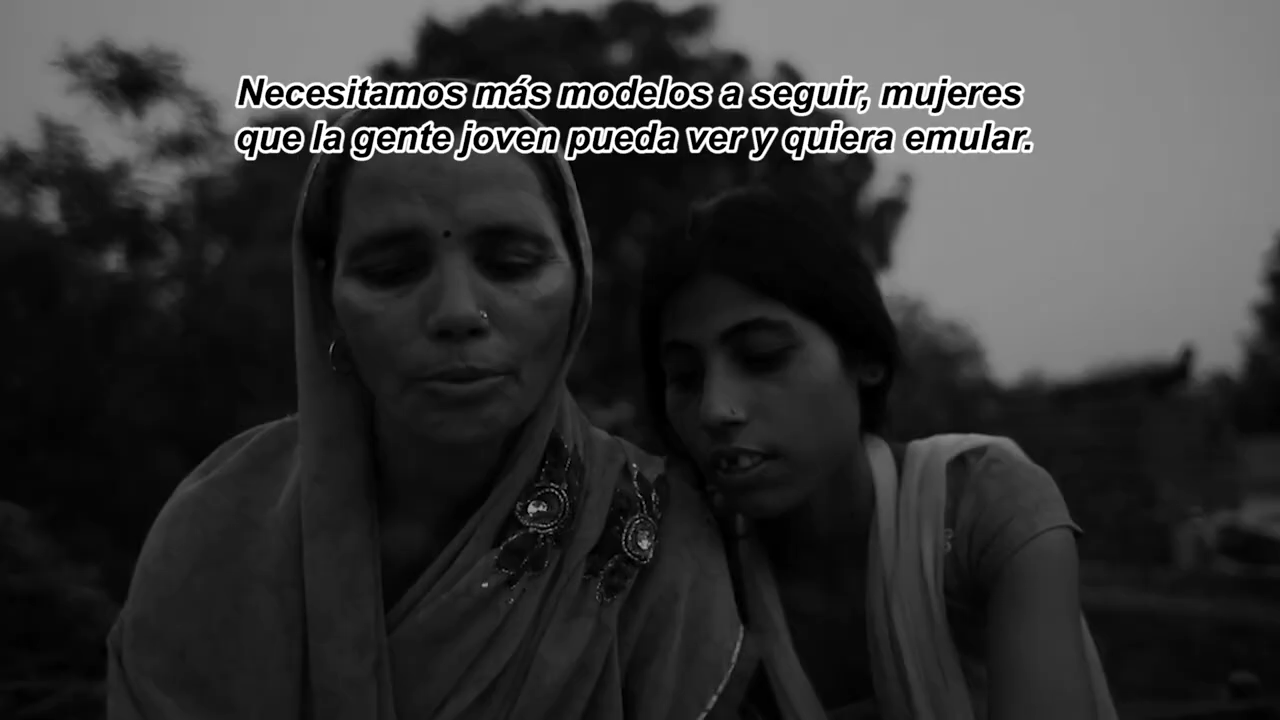 Necesitamos más modelos a seguir, mujeres
que la gente joven pueda ver y quiera emular.